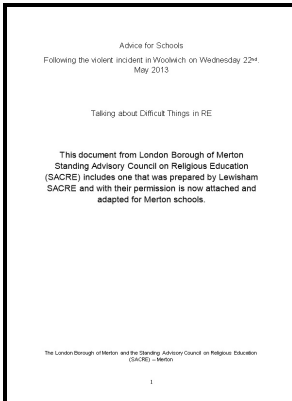 Advice for Schools
Following the violent incident in Woolwich on Wednesday 22nd.
May 2013
Talking about Difficult Things in RE
This document from London Borough of Merton
Standing Advisory Council on Religious Education
(SACRE) includes one that was prepared by Lewisham
SACRE and with their permission is now attached and
adapted for Merton schools.
The London Borough of Merton and the Standing Advisory Council on Religious Education
(SACRE) – Merton
1